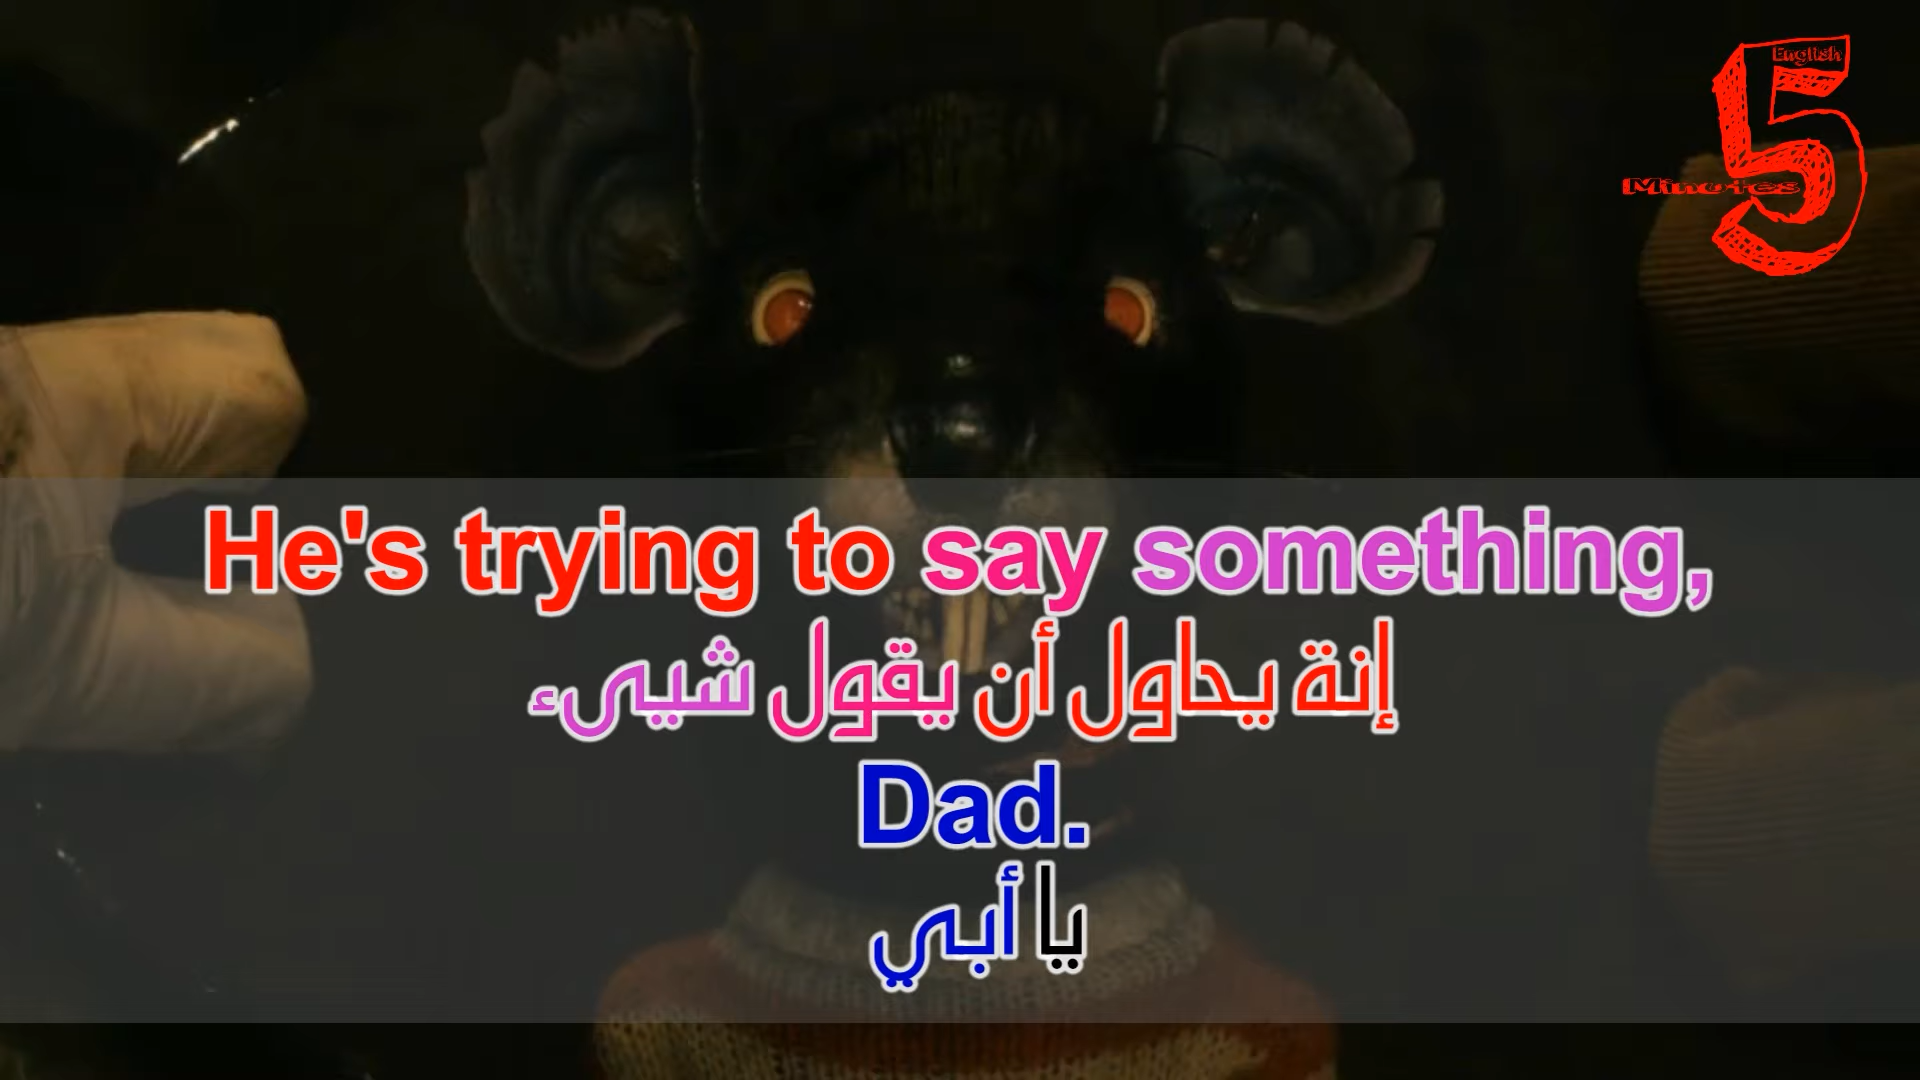 English
5
Minutes
He's trying to say something,
إنة يحاول أن يقول شيىء
Dad.
يا أبي